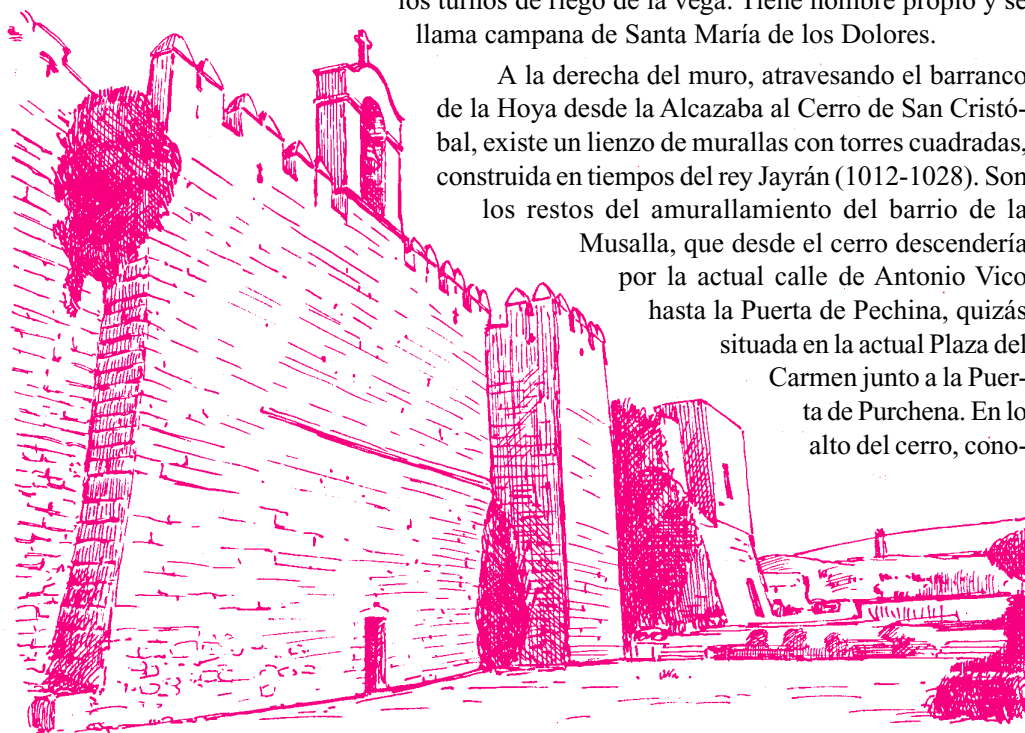 los turnos de riego de la vega. Tiene nombre propio y se
llama campana de Santa María de los Dolores.
A la derecha del muro, atravesando el barranco
de la Hoya desde la Alcazaba al Cerro de San Cristó-
bal, existe un lienzo de murallas con torres cuadradas,
construida en tiempos del rey Jayrán (1012-1028). Son
los restos del amurallamiento del barrio de la
Musalla, que desde el cerro descendería
por la actual calle de Antonio Vico
hasta la Puerta de Pechina, quizás
situada en la actual Plaza del
Carmen junto a la Puer-
ta de Purchena. En lo
alto del cerro, cono-